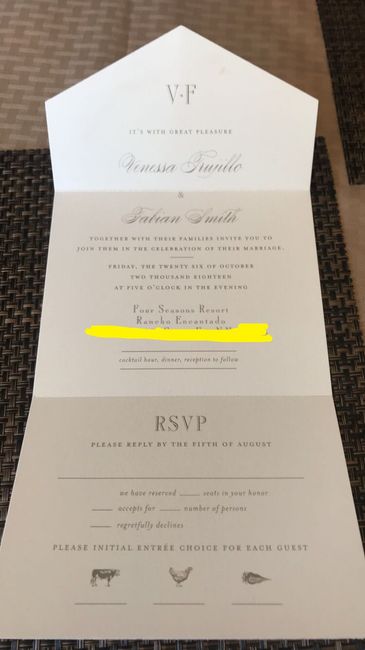 V·F
IT'S WITH GREAT PLEASURE
Venessa Trujillo
&
Fabian Smith
TOGETHER WITH THEIR FAMILIES INVITE YOU TO
JOIN THEM IN THE CELEBRATION OF THEIR MARRIAGE.
FRIDAY, THE TWENTY SIX OF OCTOBER
TWO THOUSAND EIGHTEEN
AT FIVE O'CLOCK IN THE EVENING
Four Seasons Resort
Rancho Encantado
cocktail hour, dinner, reception to follow
RSVP
PLEASE REPLY BY THE FIFTH OF AUGUST
we have reserved ____ seats in your honor
____ accepts for ____ number of persons
____ regretfully declines
PLEASE INITIAL ENTRÉE CHOICE FOR EACH GUEST